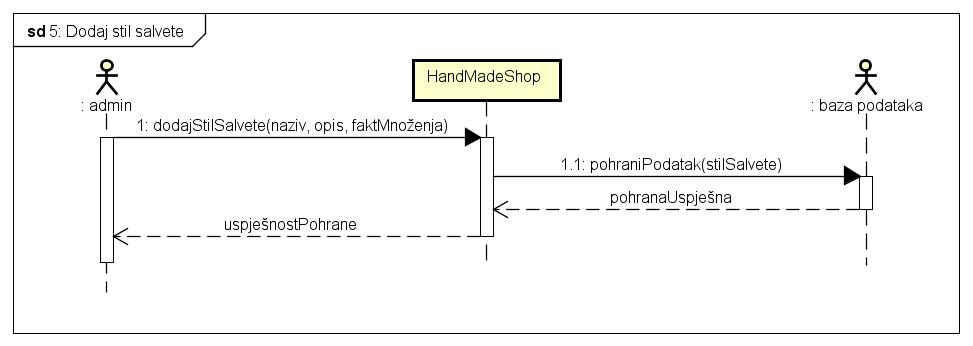 sd 5: Dodaj stil salvete
HandMadeShop
: admin
: baza podataka
1: dodajStilSalvete(naziv, opis, faktMnoženja)
1.1: pohraniPodatak(stilSalvete)
pohranaUspješna
uspješnostPohrane